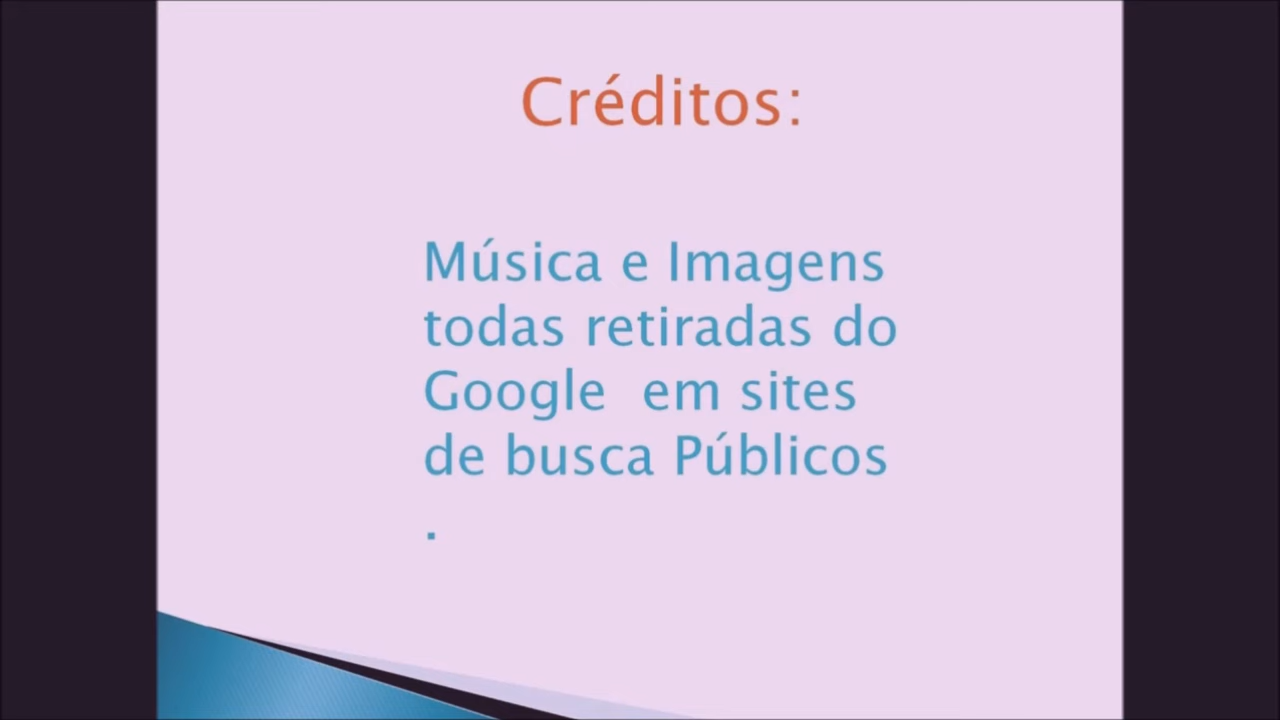 Créditos:
Música e Imagens
todas retiradas do
Google  em sites
de busca Públicos
.